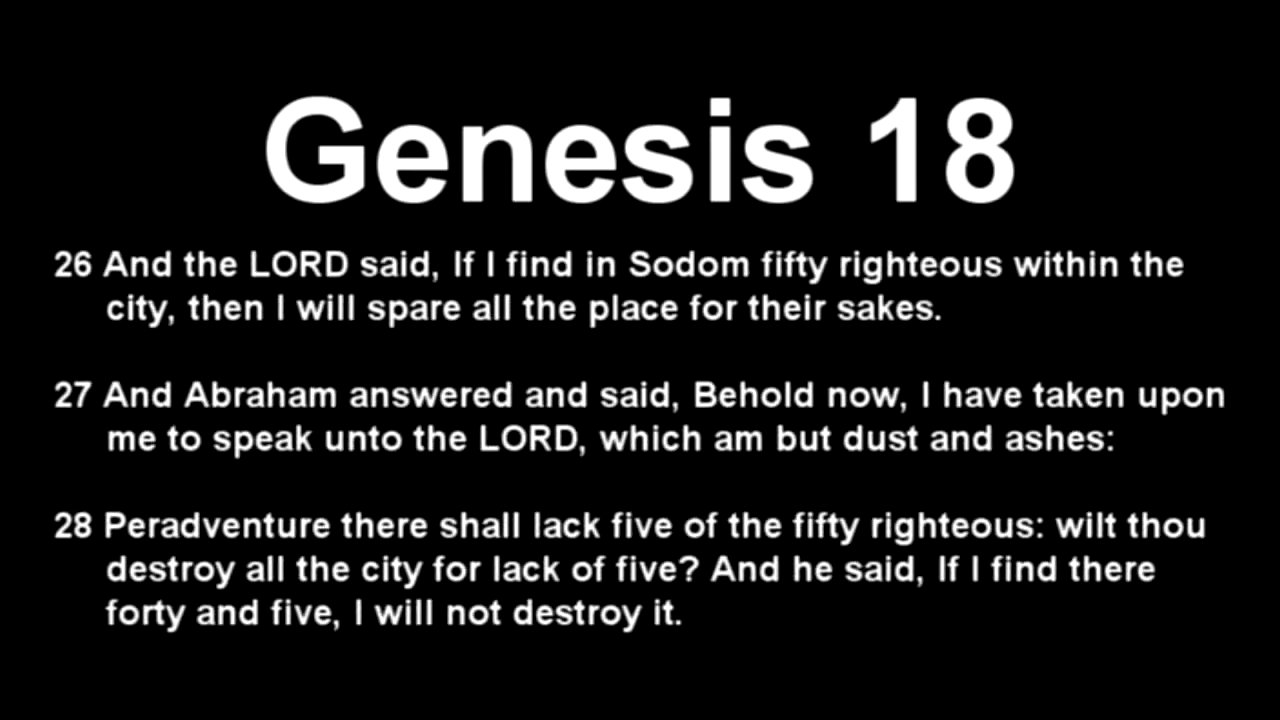 Genesis 18
26 And the LORD said, If I find in Sodom fifty righteous within the
city, then I will spare all the place for their sakes.
27 And Abraham answered and said, Behold now, I have taken upon
me to speak unto the LORD, which am but dust and ashes:
28 Peradventure there shall lack five of the fifty righteous: wilt thou
destroy all the city for lack of five? And he said, If I find there
forty and five, I will not destroy it.